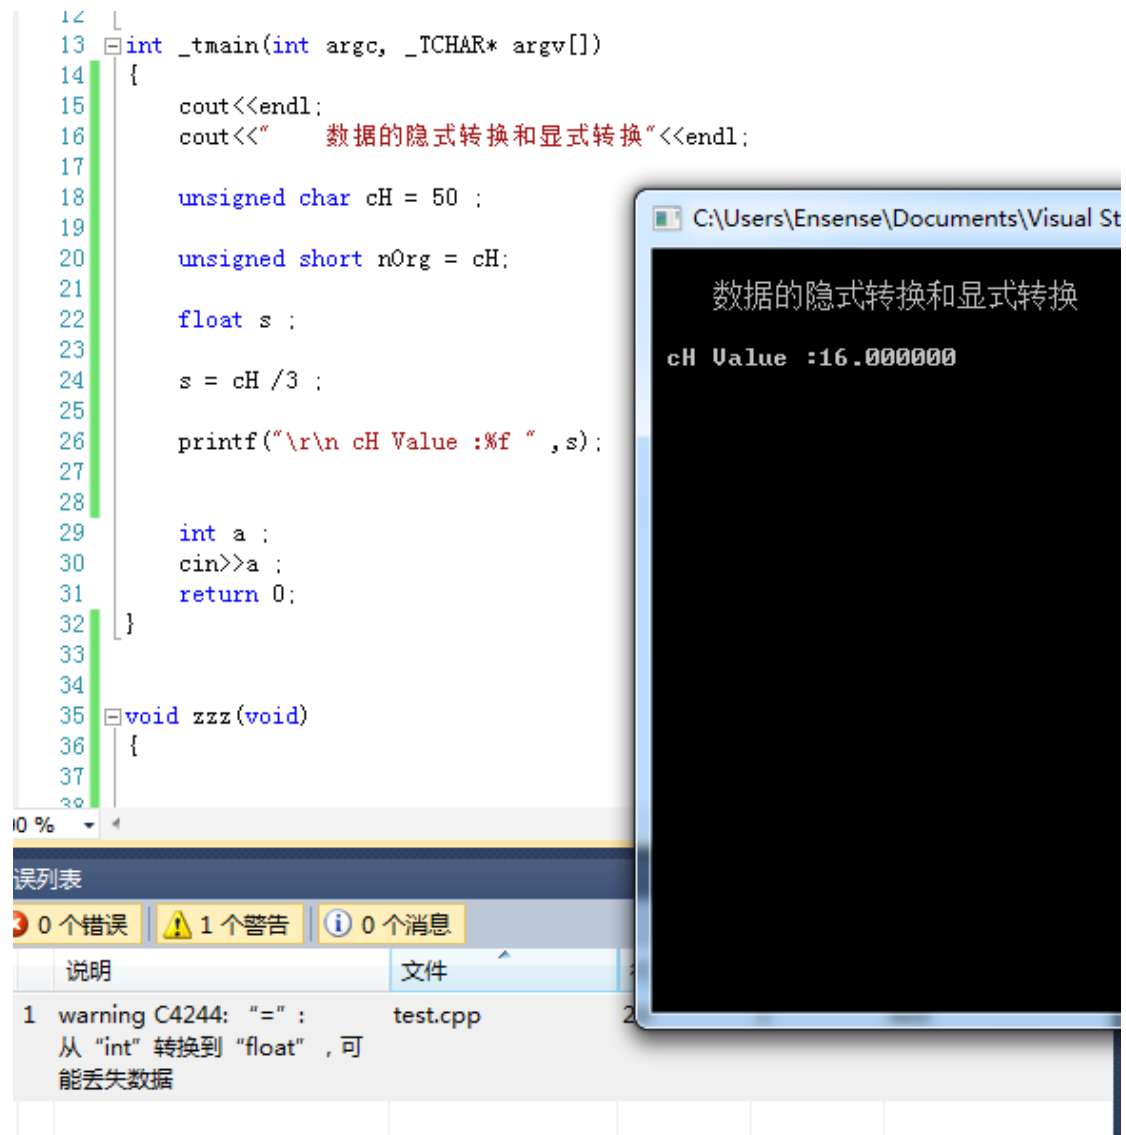 12
13 int _tmain(int argc, _TCHAR* argv[])
14 {
15 cout<<endl;
16 cout<<"    数据的隐式转换和显式转换"<<endl;
17
18 unsigned char cH = 50 ;
19
20 unsigned short nOrg = cH;
21
22 float s ;
23
24 s = cH /3 ;
25
26 printf("\r\n cH Value :%f " ,s);
27
28
29 int a ;
30 cin>>a ;
31 return 0;
32 }
33
34
35 void zzz(void)
36 {
37
38
C:\Users\Ensense\Documents\Visual St
数据的隐式转换和显式转换
cH Value :16.000000
0 %
误列表
0 个错误 1 个警告 0 个消息
说明 文件
1 warning C4244: “=” : test.cpp 2
从“int”转换到“float”，可
能丢失数据